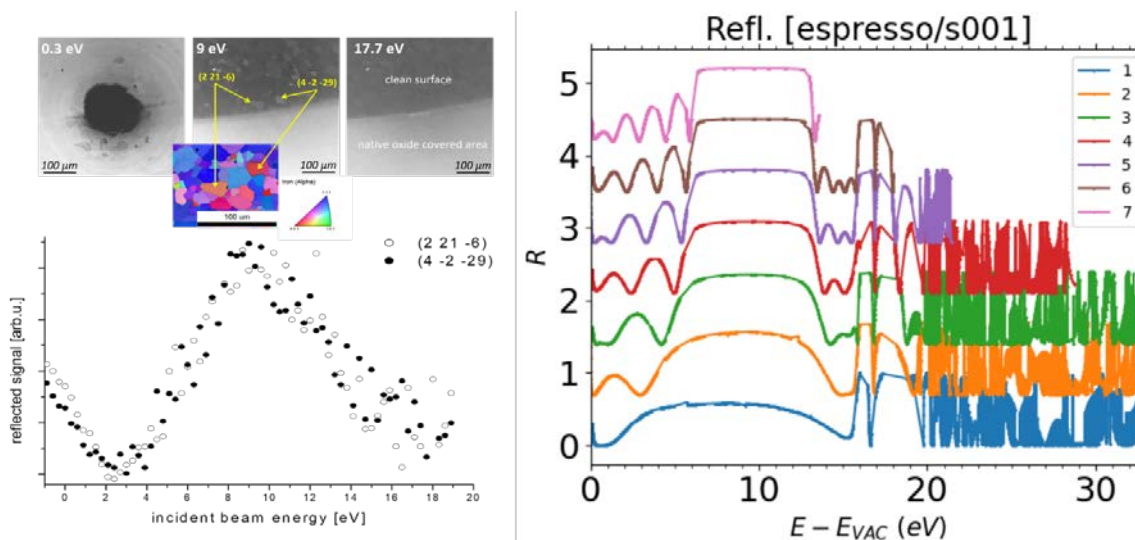 0.3 eV
9 eV
17.7 eV
(2 21 -6)
(4 -2 -29)
clean surface
native oxide covered area
100 µm
100 µm
100 µm
Iron (Alpha)
100 um
(2 21 -6)
(4 -2 -29)
reflected signal [arb.u.]
0 2 4 6 8 10 12 14 16 18 20
incident beam energy [eV]
Refl. [espresso/s001]
5
4
3
2
1
0
R
1
2
3
4
5
6
7
0 10 20 30
E − E_VAC (eV)